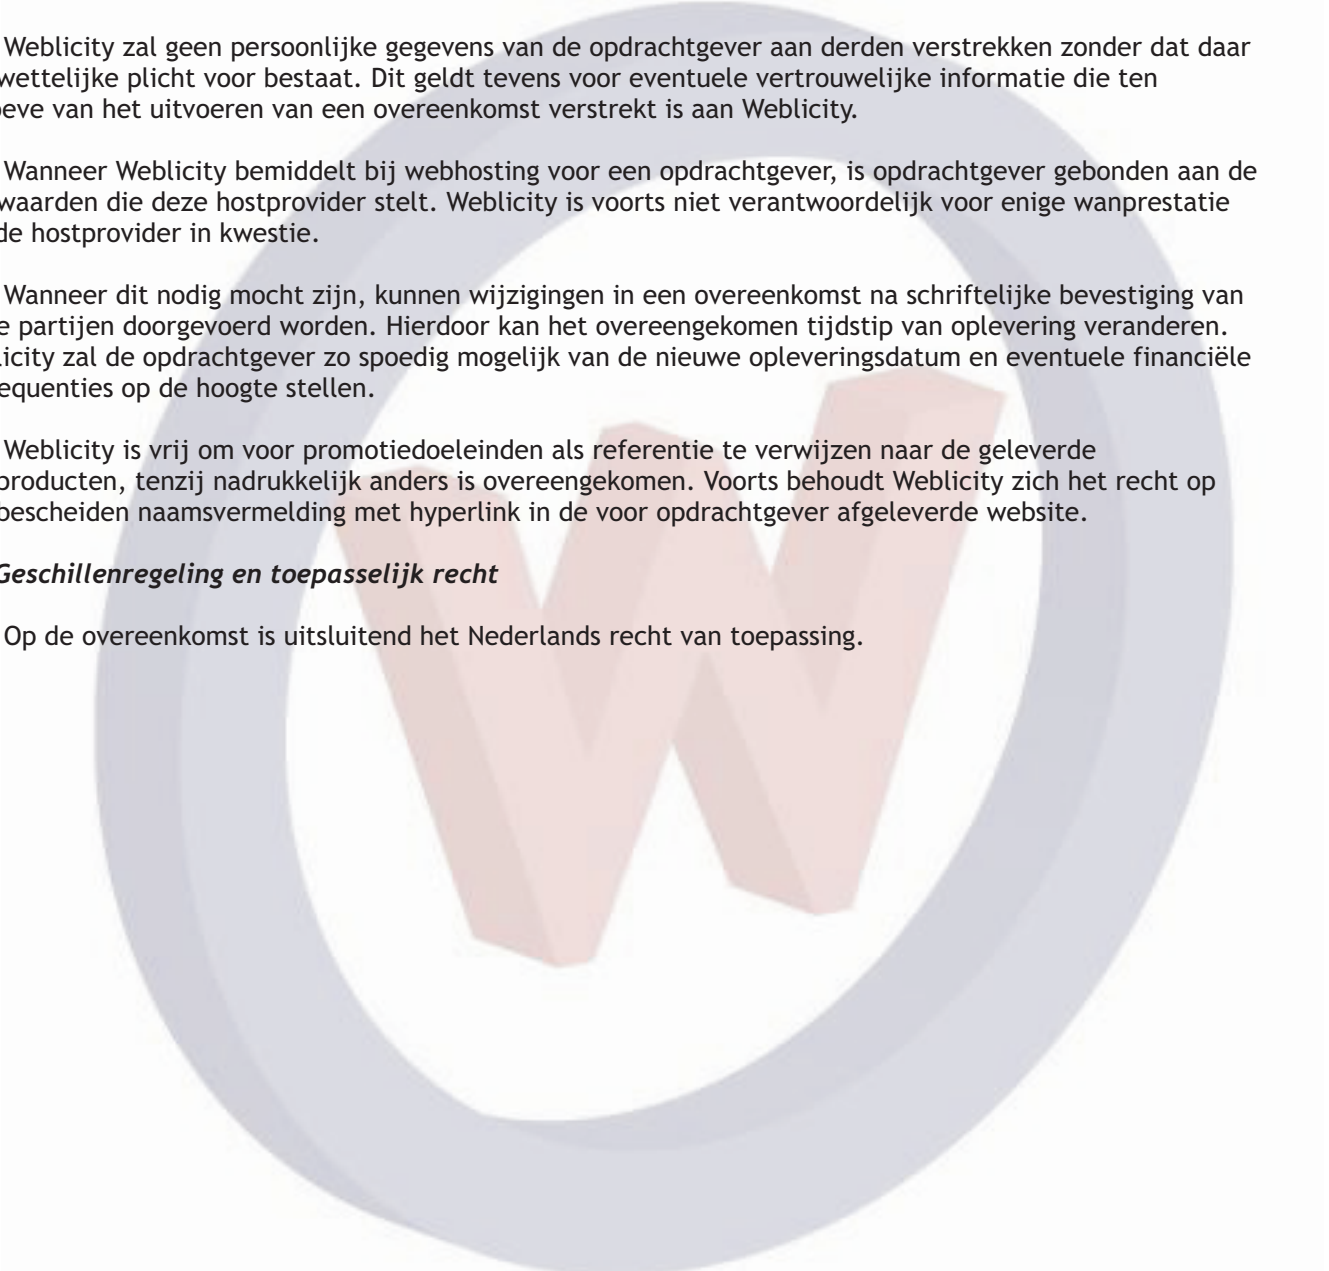 Weblicity zal geen persoonlijke gegevens van de opdrachtgever aan derden verstrekken zonder dat daar
wettelijke plicht voor bestaat. Dit geldt tevens voor eventuele vertrouwelijke informatie die ten
eve van het uitvoeren van een overeenkomst verstrekt is aan Weblicity.
Wanneer Weblicity bemiddelt bij webhosting voor een opdrachtgever, is opdrachtgever gebonden aan de
waarden die deze hostprovider stelt. Weblicity is voorts niet verantwoordelijk voor enige wanprestatie
de hostprovider in kwestie.
Wanneer dit nodig mocht zijn, kunnen wijzigingen in een overeenkomst na schriftelijke bevestiging van
e partijen doorgevoerd worden. Hierdoor kan het overeengekomen tijdstip van oplevering veranderen.
icity zal de opdrachtgever zo spoedig mogelijk van de nieuwe opleveringsdatum en eventuele financiële
equenties op de hoogte stellen.
Weblicity is vrij om voor promotiedoeleinden als referentie te verwijzen naar de geleverde
producten, tenzij nadrukkelijk anders is overeengekomen. Voorts behoudt Weblicity zich het recht op
bescheiden naamsvermelding met hyperlink in de voor opdrachtgever afgeleverde website.
Geschillenregeling en toepasselijk recht
Op de overeenkomst is uitsluitend het Nederlands recht van toepassing.
W